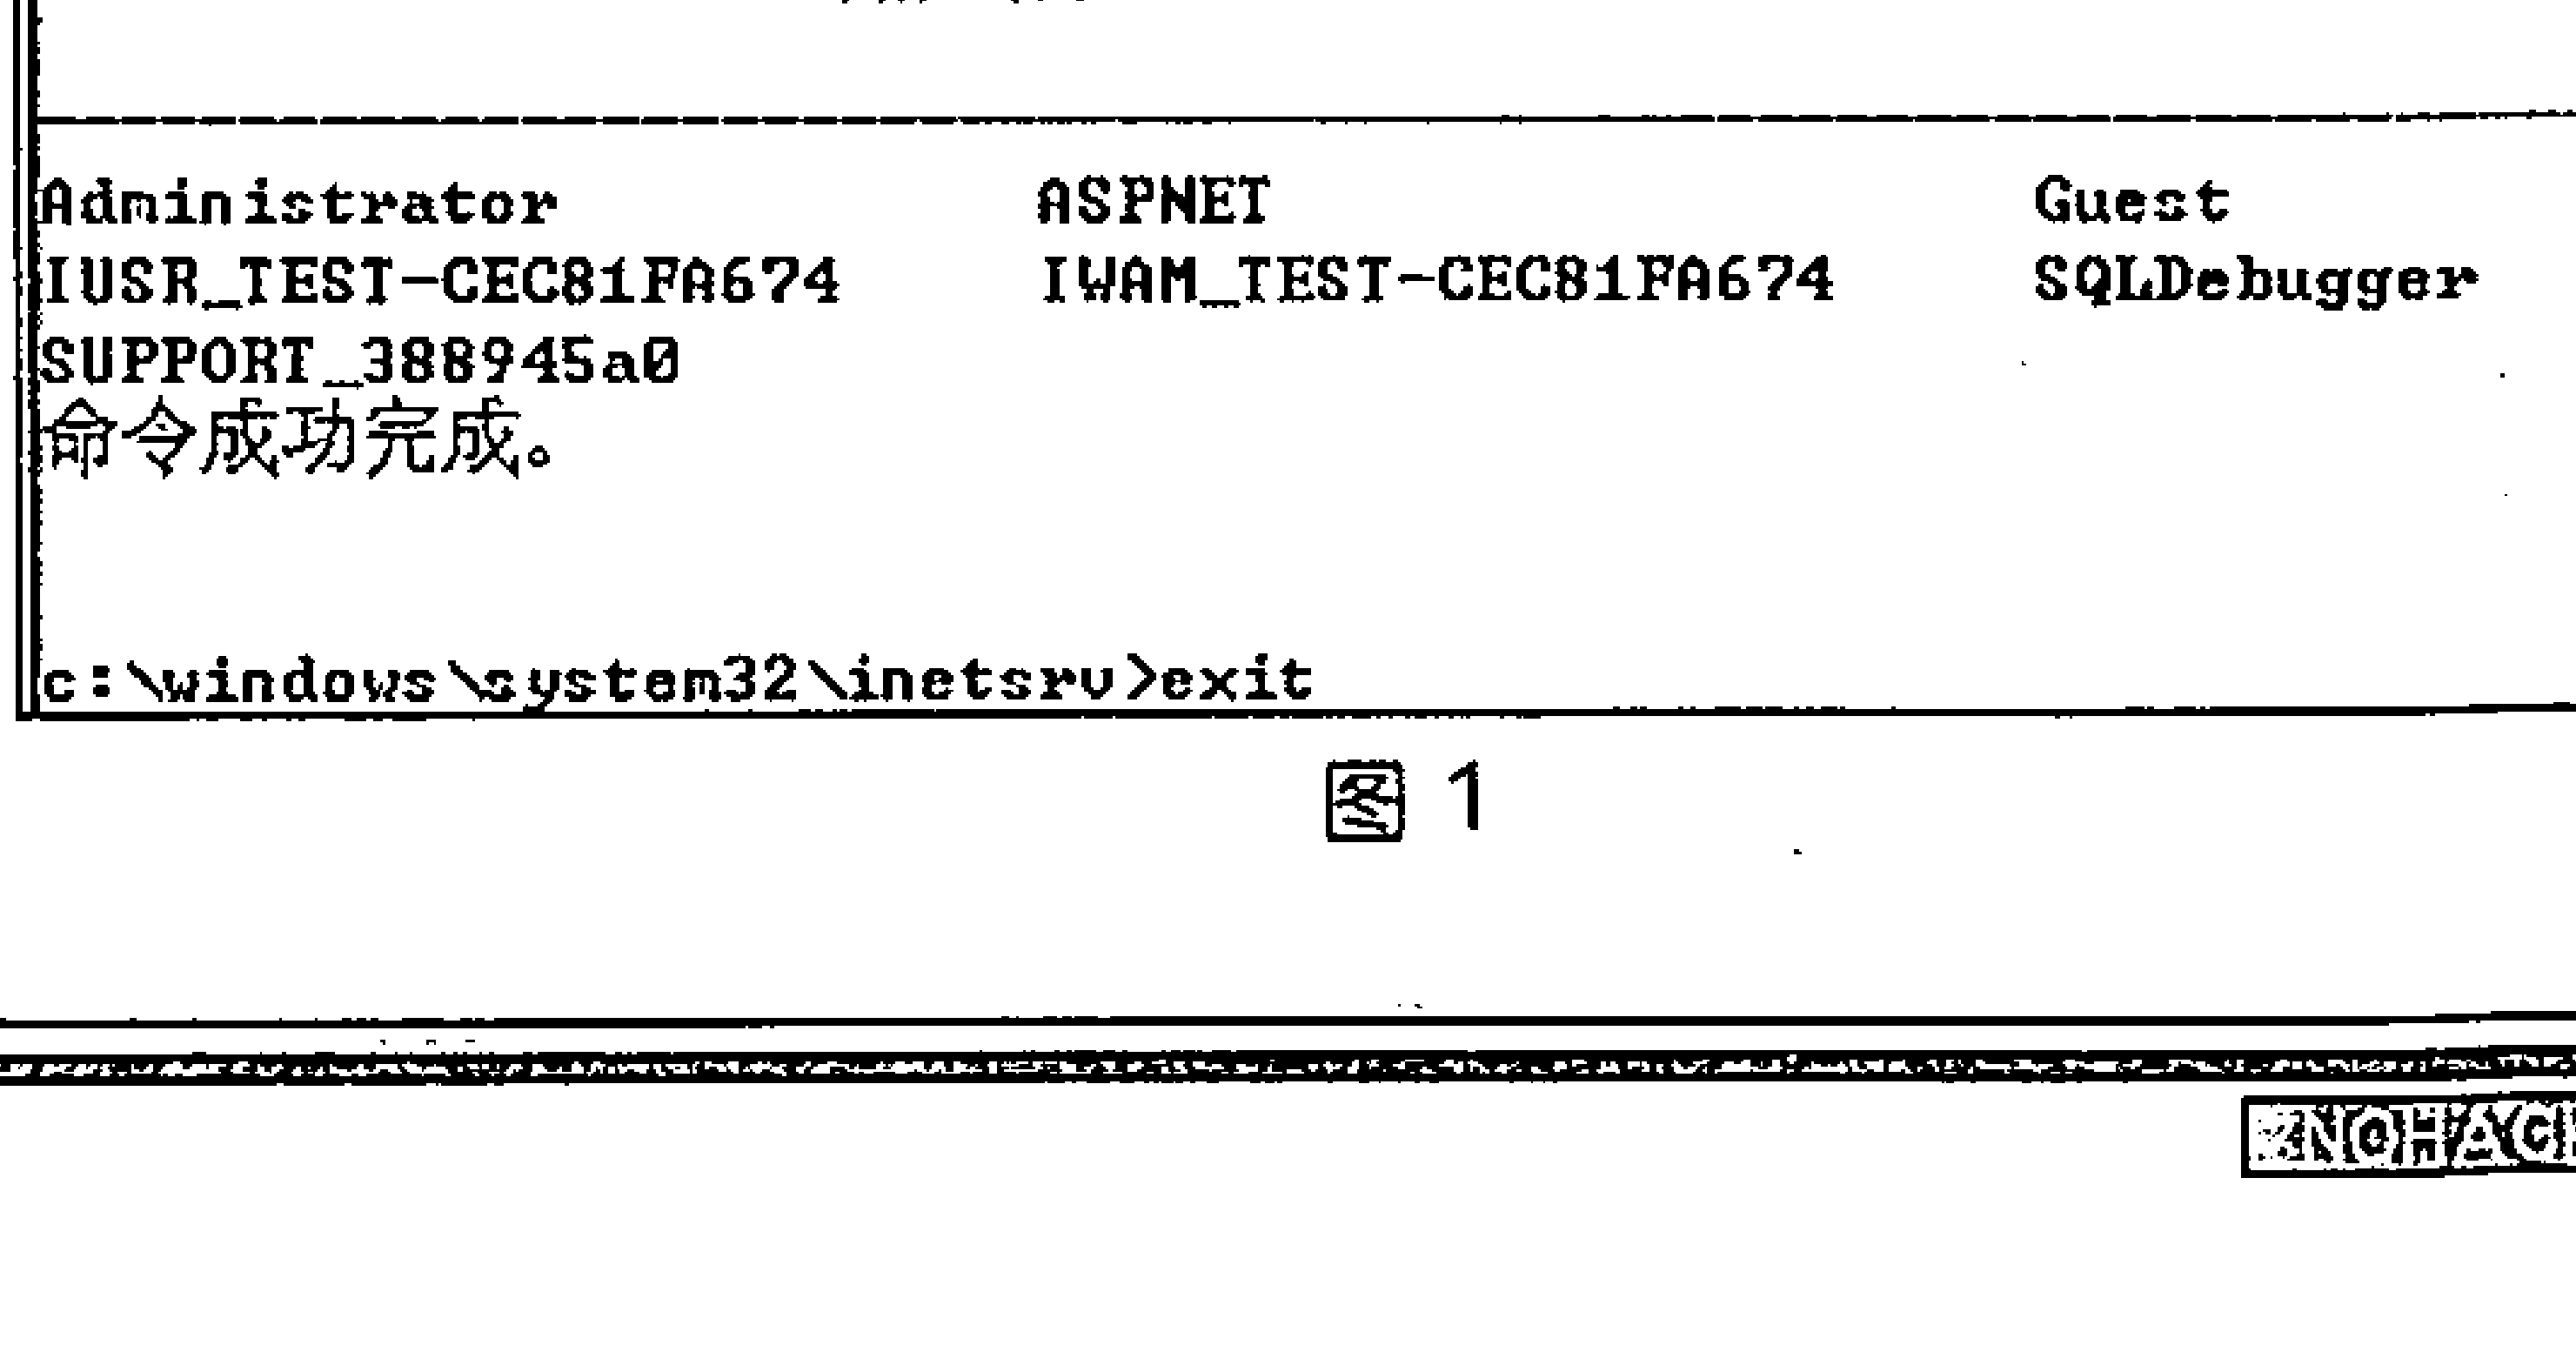 Administrator ASPNET Guest
IUSR_TEST-CEC81FA674 IWAM_TEST-CEC81FA674 SQLDebugger
SUPPORT_388945a0
命令成功完成。
c:\windows\system32\inetsrv>exit
图 1
NOHAC